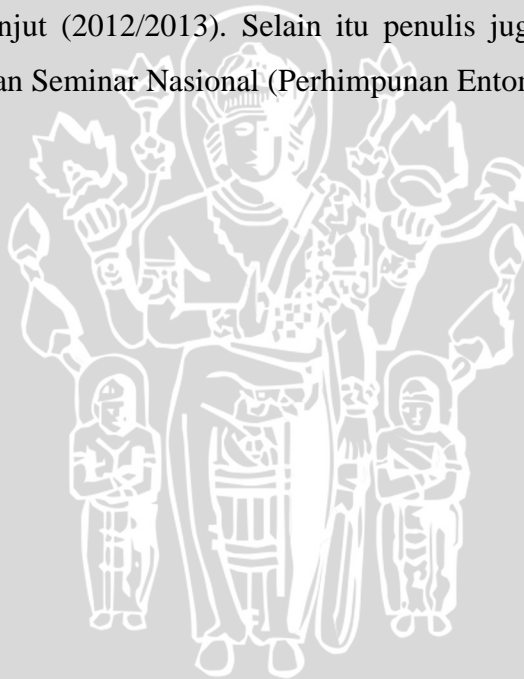 njut (2012/2013). Selain itu penulis jug
an Seminar Nasional (Perhimpunan Entor